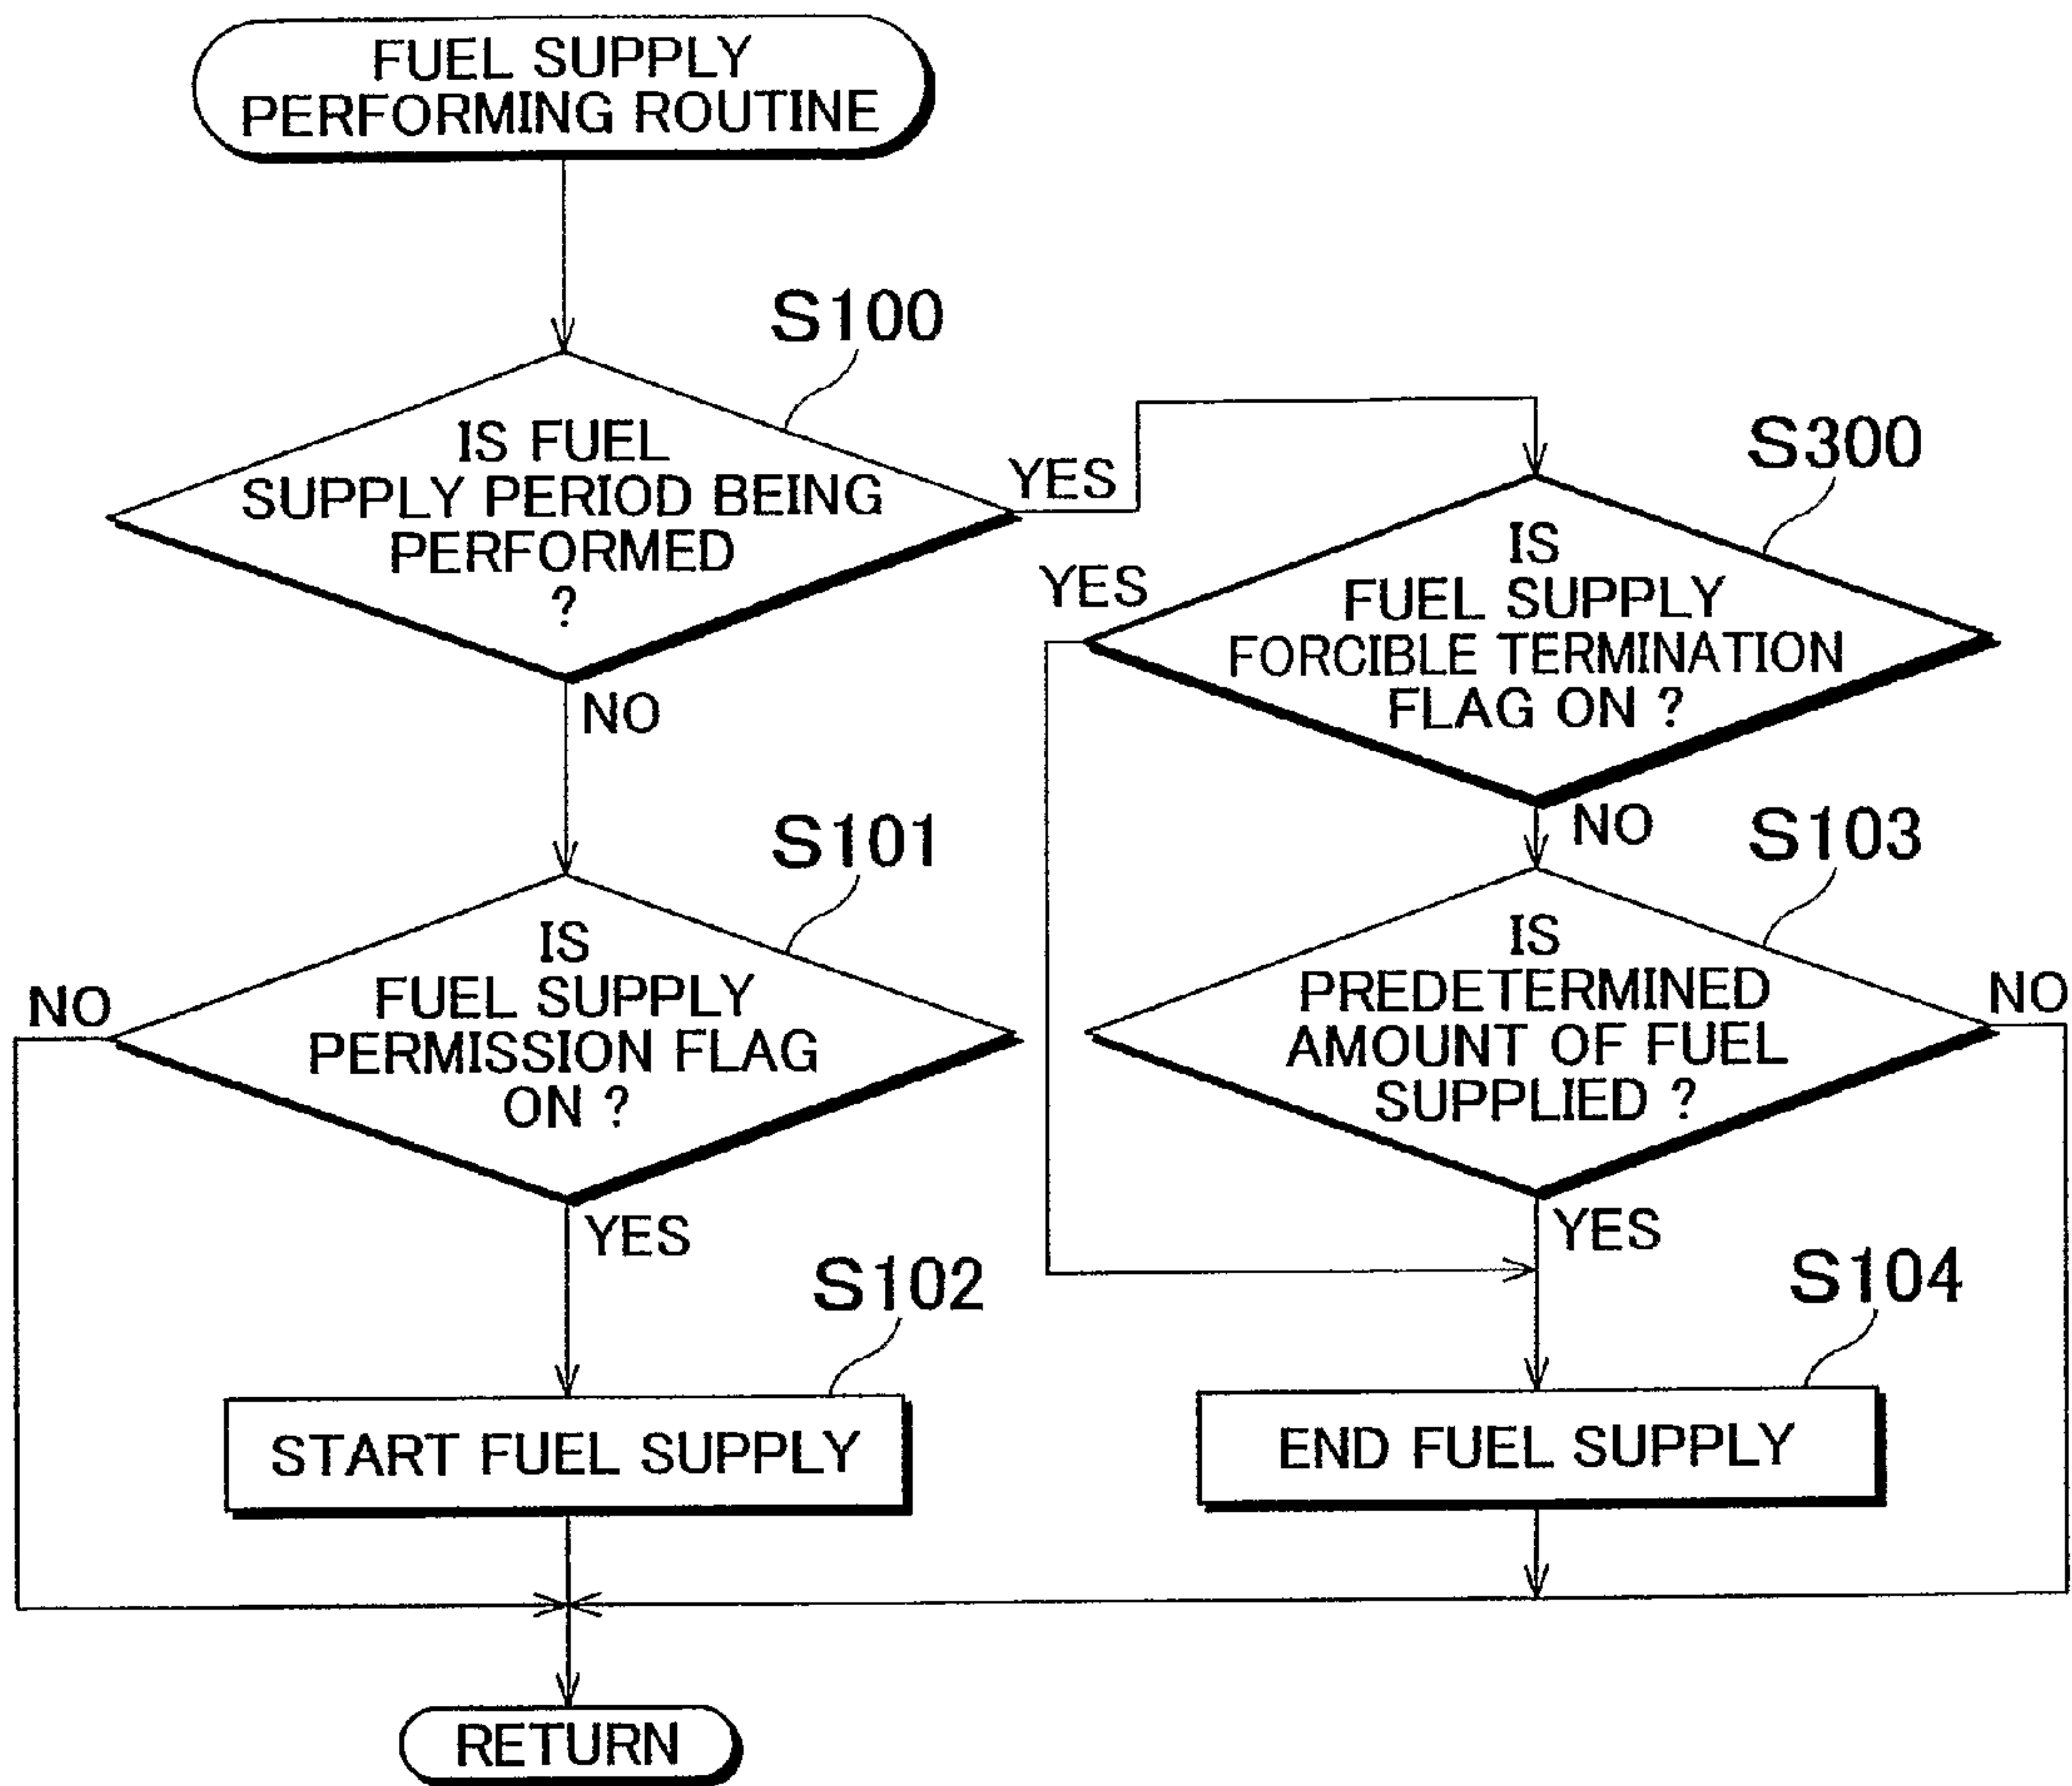 FUEL SUPPLY
PERFORMING ROUTINE
S100
IS FUEL
SUPPLY PERIOD BEING
PERFORMED
?
YES
NO
S300
IS
FUEL SUPPLY
FORCIBLE TERMINATION
FLAG ON ?
YES
NO
S101
IS
FUEL SUPPLY
PERMISSION FLAG
ON ?
NO
YES
S103
IS
PREDETERMINED
AMOUNT OF FUEL
SUPPLIED ?
NO
YES
S102
START FUEL SUPPLY
S104
END FUEL SUPPLY
RETURN